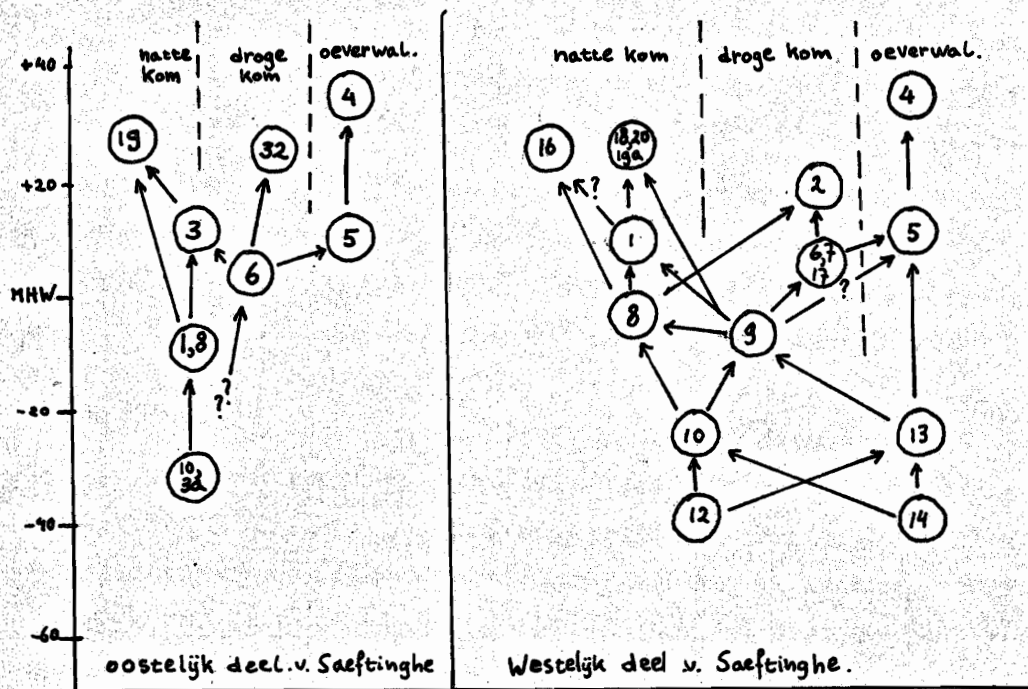 +40
+20
MHW
-20
-40
-60
natte
kom
droge
kom
oeverwal.
4
19
32
3
5
6
1,8
?
?
10,
3a
oostelijk deel.v. Saeftinghe
natte kom
droge kom
oeverwal.
4
16
18,20
19a
?
2
1
5
6,7
17
?
8
9
10
13
12
14
Westelijk deel v. Saeftinghe.